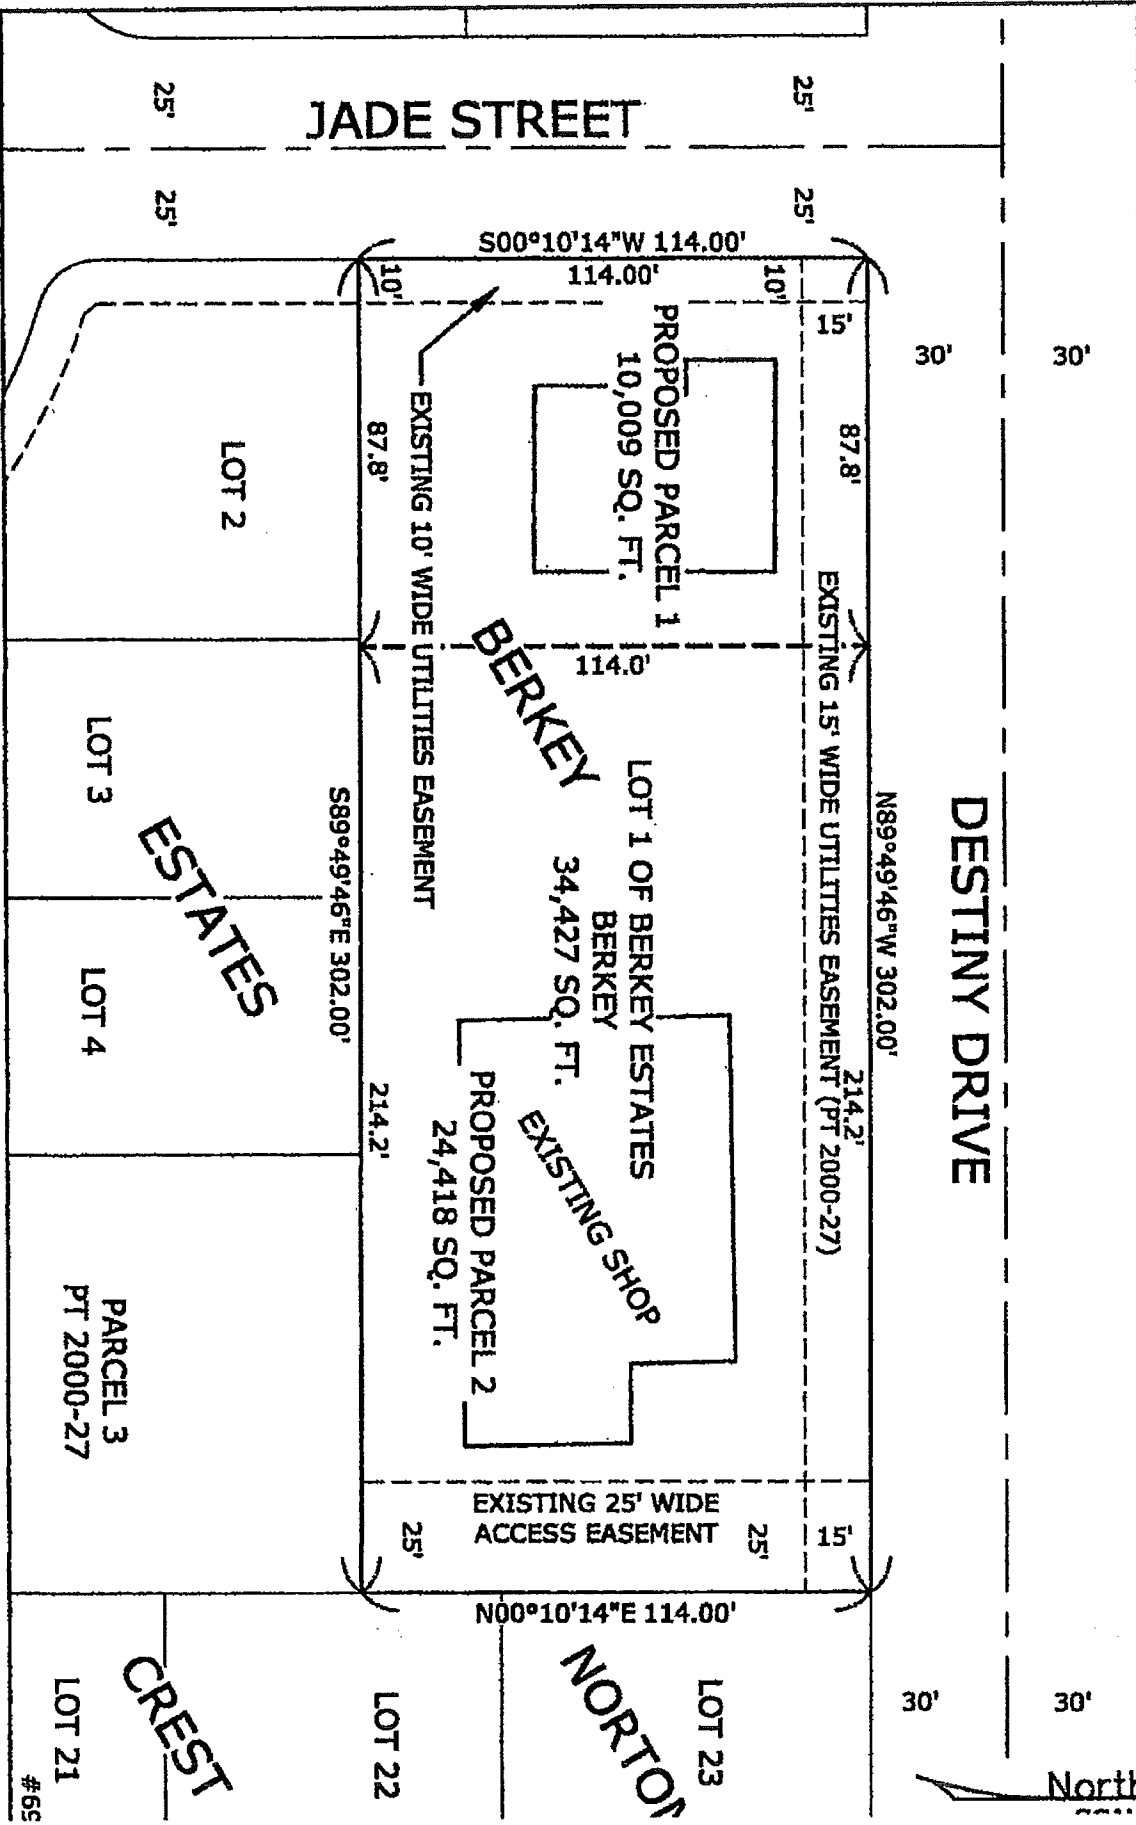 JADE STREET
25'
25'
25'
25'
S00°10'14"W 114.00'
114.00'
10'
10'
15'
30'
30'
PROPOSED PARCEL 1
10,009 SQ. FT.
87.8'
87.8'
EXISTING 10' WIDE UTILITIES EASEMENT
EXISTING 15' WIDE UTILITIES EASEMENT (PT 2000-27)
LOT 2
BERKEY
114.0'
DESTINY DRIVE
N89°49'46"W 302.00'
214.2'
LOT 1 OF BERKEY ESTATES
BERKEY
34,427 SQ. FT.
LOT 3
ESTATES
S89°49'46"E 302.00'
LOT 4
214.2'
EXISTING SHOP
PROPOSED PARCEL 2
24,418 SQ. FT.
PARCEL 3
PT 2000-27
EXISTING 25' WIDE
ACCESS EASEMENT
25'
25'
15'
N00°10'14"E 114.00'
NORTON
CREST
LOT 21
LOT 22
LOT 23
30'
30'
North
#69